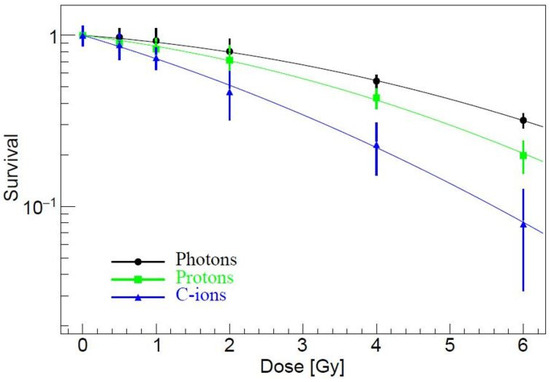 Survival
1
10⁻¹
Photons
Protons
C-ions
0 1 2 3 4 5 6
Dose [Gy]